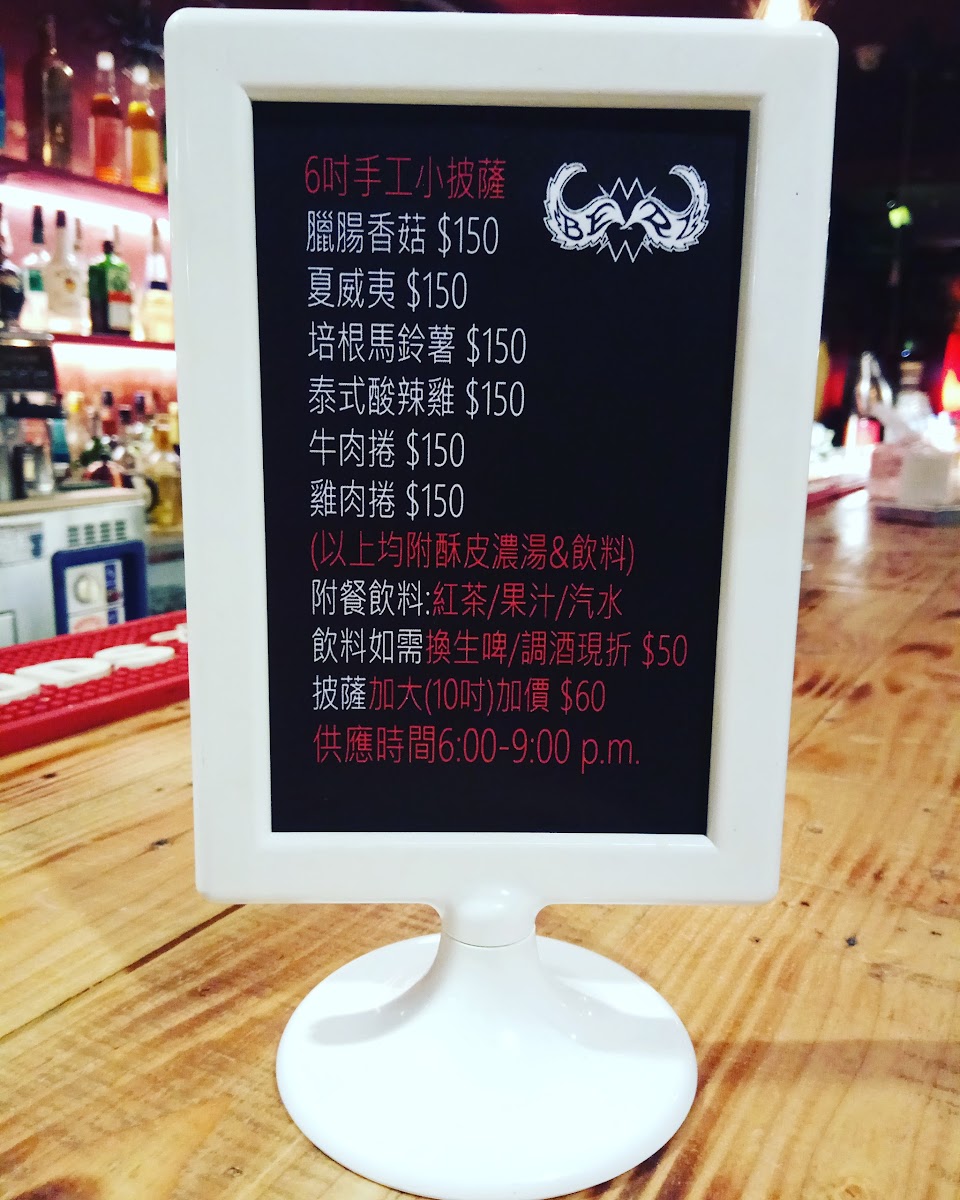 6吋手工小披薩
臘腸香菇 $150
夏威夷 $150
培根馬鈴薯 $150
泰式酸辣雞 $150
牛肉捲 $150
雞肉捲 $150
(以上均附酥皮濃湯&飲料)
附餐飲料:紅茶/果汁/汽水
飲料如需換生啤/調酒現折 $50
披薩加大(10吋)加價 $60
供應時間6:00-9:00 p.m.